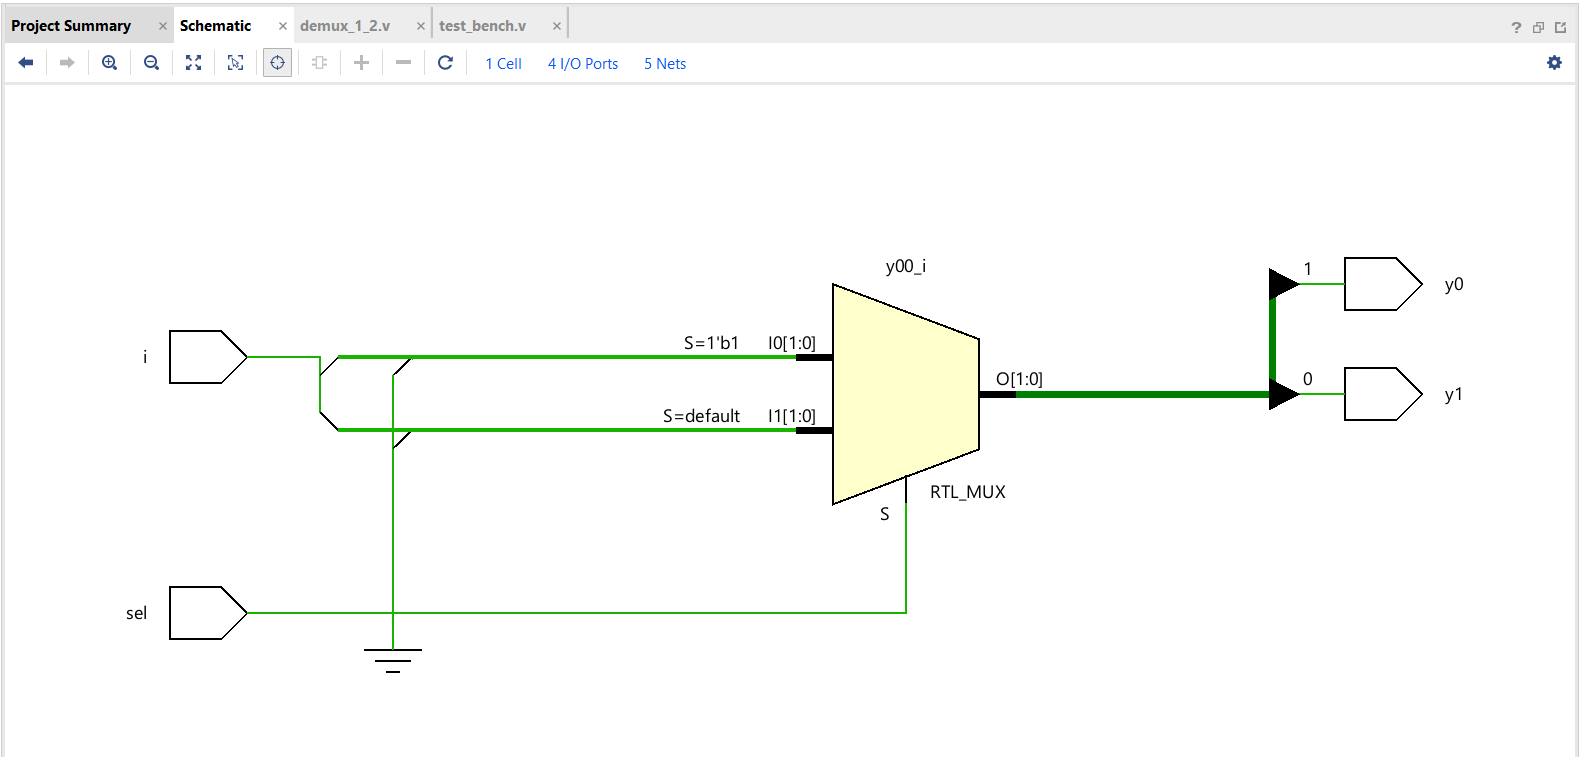 Project Summary × Schematic × demux_1_2.v × test_bench.v × ?
1 Cell 4 I/O Ports 5 Nets
y00_i
1
y0
i
S=1'b1 I0[1:0]
O[1:0]
0
y1
S=default I1[1:0]
RTL_MUX
S
sel